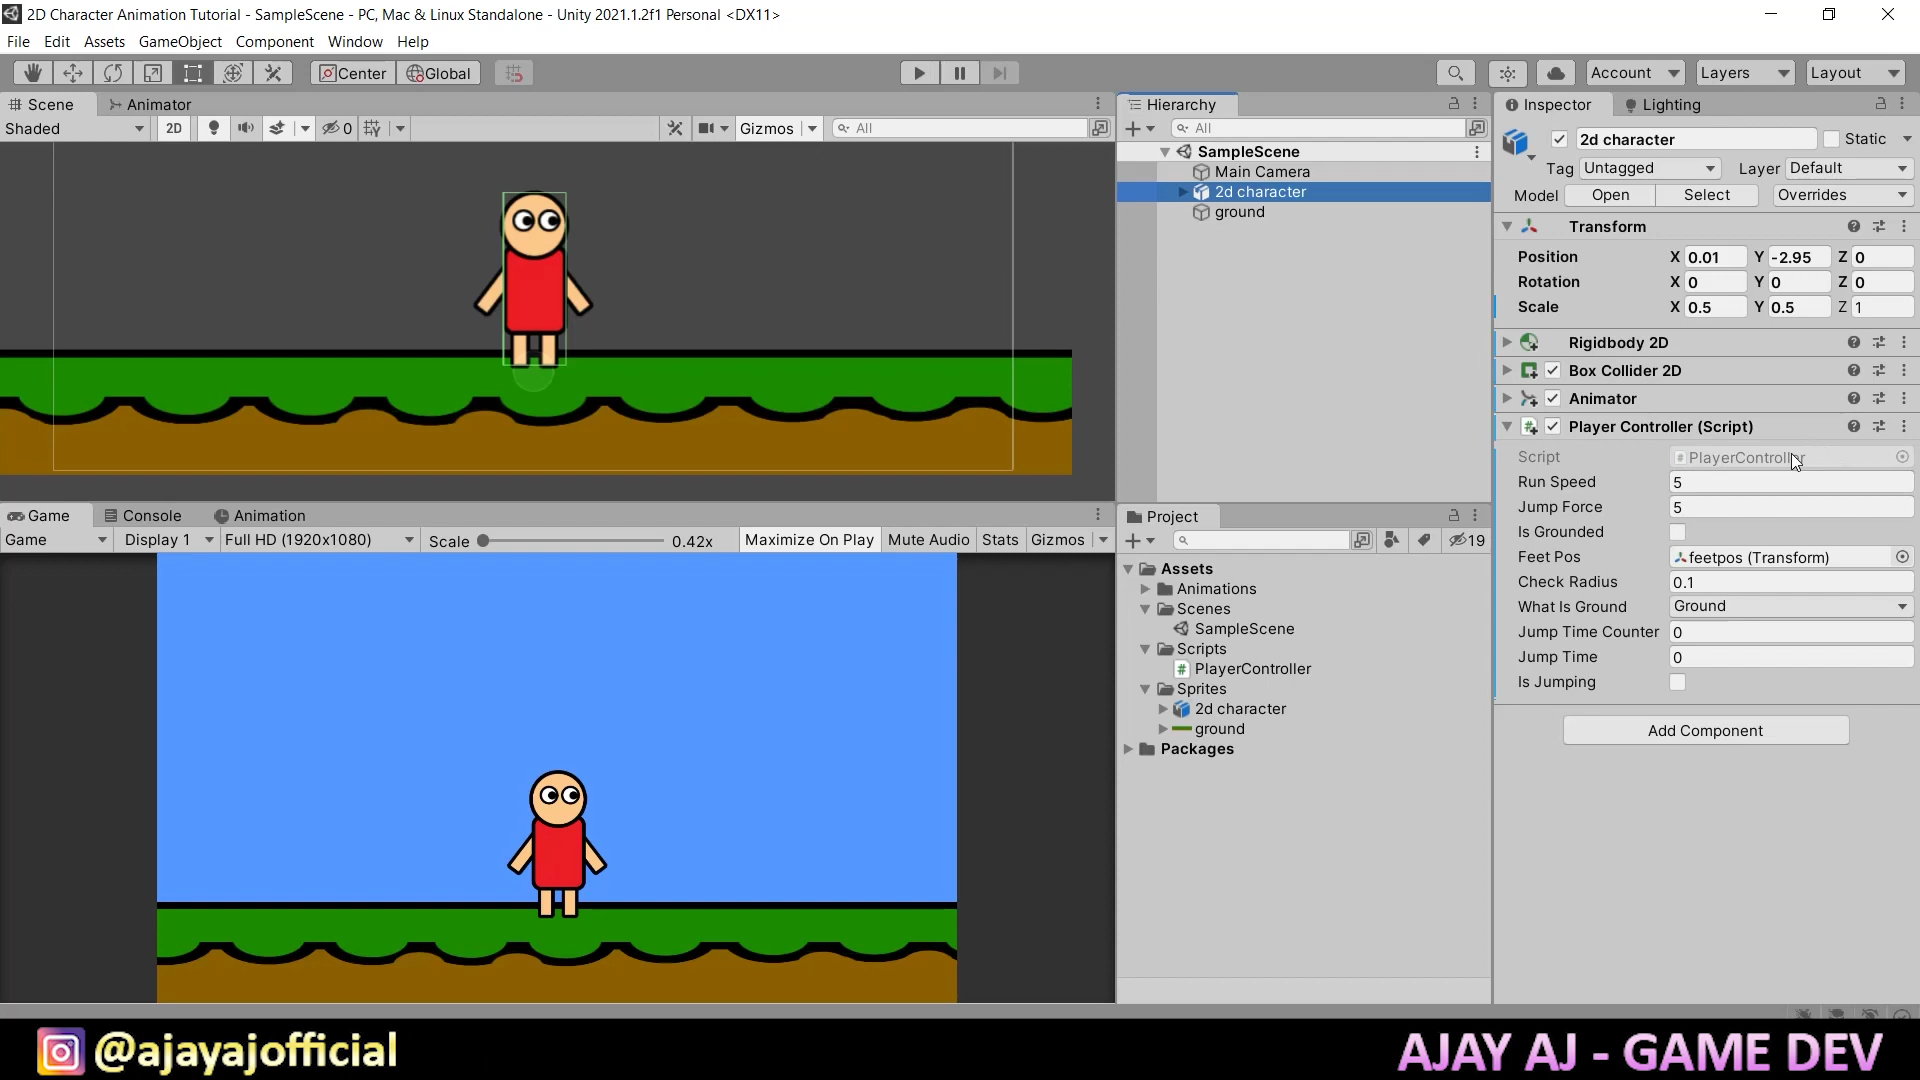 2D Character Animation Tutorial - SampleScene - PC, Mac & Linux Standalone - Unity 2021.1.2f1 Personal <DX11>
File Edit Assets GameObject Component Window Help
Center Global Account Layers Layout
Scene Animator
Shaded 2D 0 Gizmos All
Hierarchy
All
SampleScene
Main Camera
2d character
ground
Inspector Lighting
2d character Static
Tag Untagged Layer Default
Model Open Select Overrides
Transform
Position X 0.01 Y -2.95 Z 0
Rotation X 0 Y 0 Z 0
Scale X 0.5 Y 0.5 Z 1
Rigidbody 2D
Box Collider 2D
Animator
Player Controller (Script)
Script PlayerController
Run Speed 5
Jump Force 5
Is Grounded
Feet Pos feetpos (Transform)
Check Radius 0.1
What Is Ground Ground
Jump Time Counter 0
Jump Time 0
Is Jumping
Add Component
Game Console Animation
Game Display 1 Full HD (1920x1080) Scale 0.42x Maximize On Play Mute Audio Stats Gizmos
Project
19
Assets
Animations
Scenes
SampleScene
Scripts
PlayerController
Sprites
2d character
ground
Packages
@ajayajofficial
AJAY AJ - GAME DEV